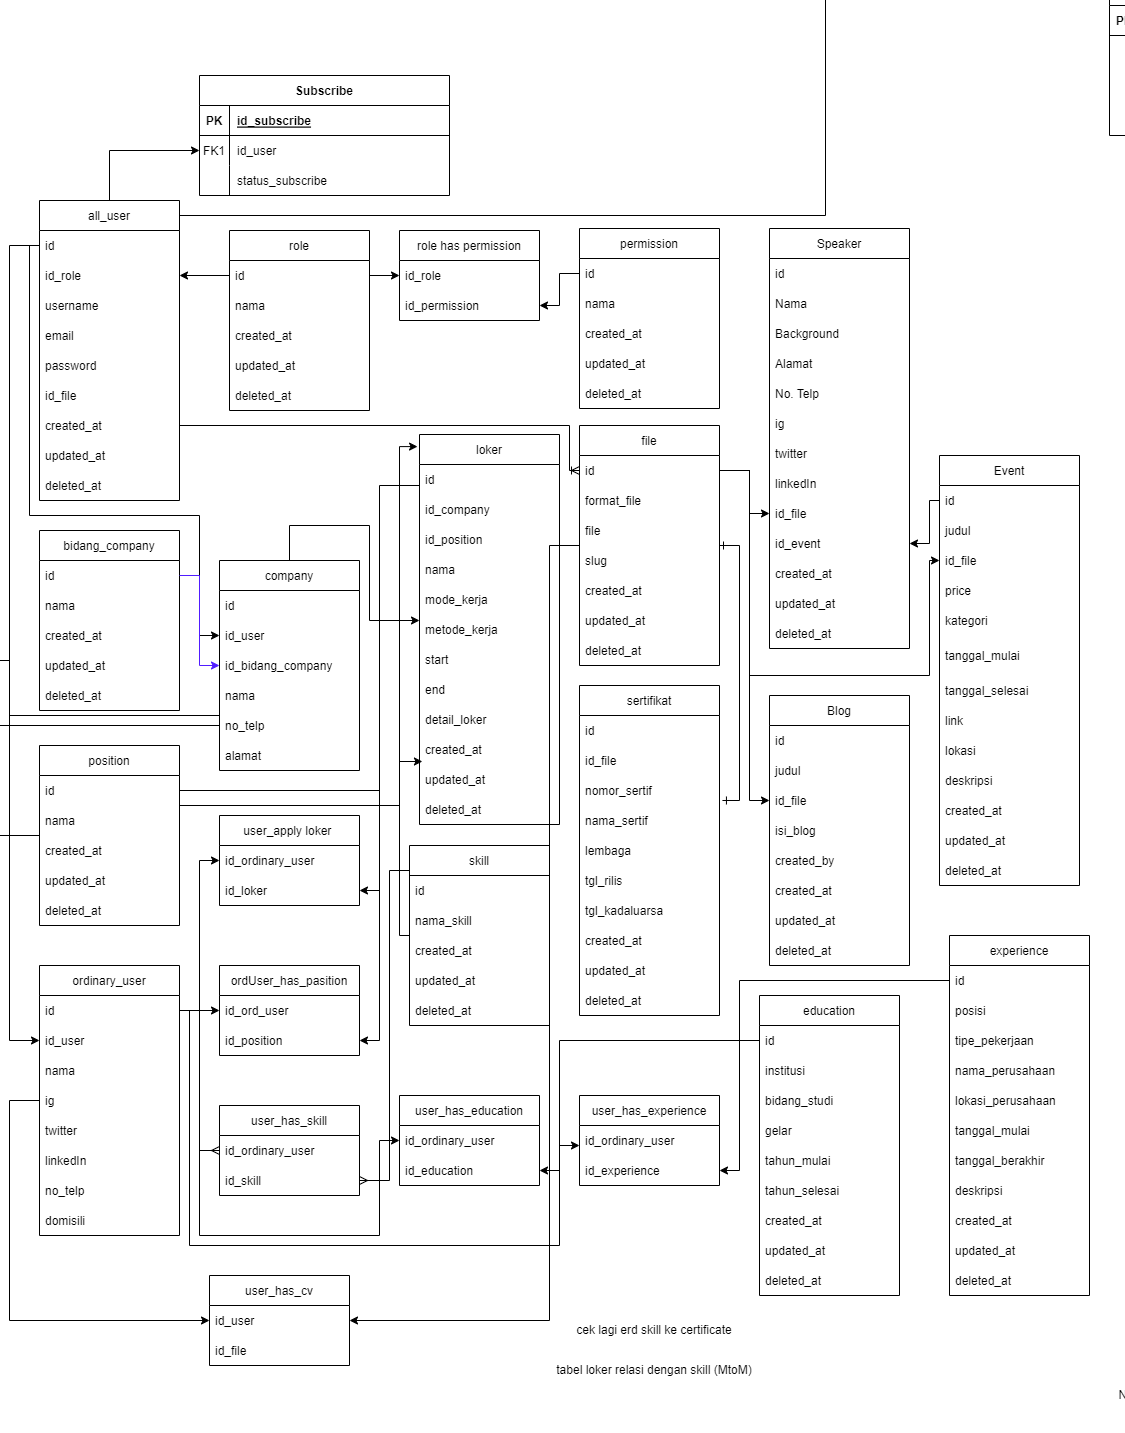 P
Subscribe
PK
id_subscribe
FK1
id_user
status_subscribe
all_user
id
id_role
username
email
password
id_file
created_at
updated_at
deleted_at
role
id
nama
created_at
updated_at
deleted_at
role has permission
id_role
id_permission
permission
id
nama
created_at
updated_at
deleted_at
Speaker
id
Nama
Background
Alamat
No. Telp
ig
twitter
linkedIn
id_file
id_event
created_at
updated_at
deleted_at
loker
id
id_company
id_position
nama
mode_kerja
metode_kerja
start
end
detail_loker
created_at
updated_at
deleted_at
file
id
format_file
file
slug
created_at
updated_at
deleted_at
Event
id
judul
id_file
price
kategori
tanggal_mulai
tanggal_selesai
link
lokasi
deskripsi
created_at
updated_at
deleted_at
bidang_company
id
nama
created_at
updated_at
deleted_at
company
id
id_user
id_bidang_company
nama
no_telp
alamat
sertifikat
id
id_file
nomor_sertif
nama_sertif
lembaga
tgl_rilis
tgl_kadaluarsa
created_at
updated_at
deleted_at
Blog
id
judul
id_file
isi_blog
created_by
created_at
updated_at
deleted_at
position
id
nama
created_at
updated_at
deleted_at
user_apply loker
id_ordinary_user
id_loker
skill
id
nama_skill
created_at
updated_at
deleted_at
ordinary_user
id
id_user
nama
ig
twitter
linkedIn
no_telp
domisili
ordUser_has_pasition
id_ord_user
id_position
experience
id
posisi
tipe_pekerjaan
nama_perusahaan
lokasi_perusahaan
tanggal_mulai
tanggal_berakhir
deskripsi
created_at
updated_at
deleted_at
education
id
institusi
bidang_studi
gelar
tahun_mulai
tahun_selesai
created_at
updated_at
deleted_at
user_has_skill
id_ordinary_user
id_skill
user_has_education
id_ordinary_user
id_education
user_has_experience
id_ordinary_user
id_experience
user_has_cv
id_user
id_file
cek lagi erd skill ke certificate
tabel loker relasi dengan skill (MtoM)
N